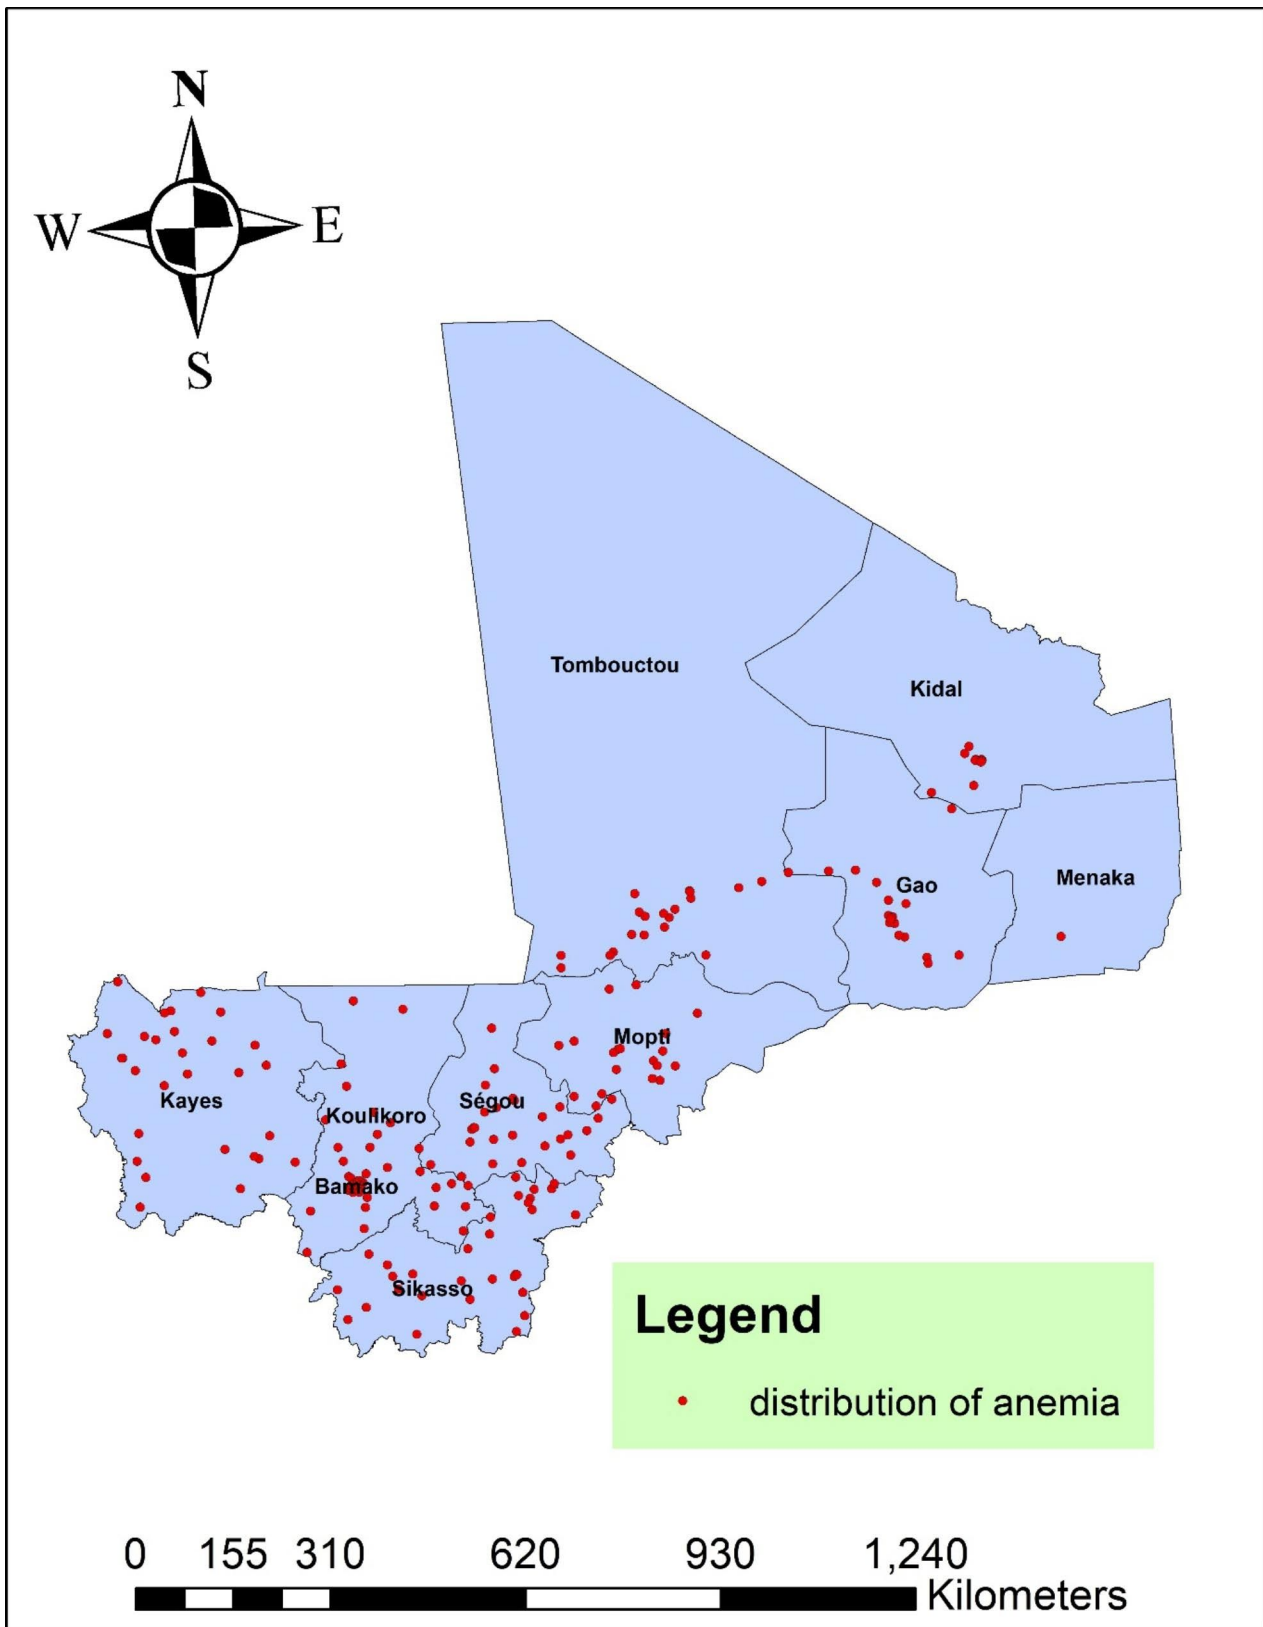 N
W
E
S
Tombouctou
Kidal
Gao
Menaka
Mopti
Kayes
Ségou
Koulikoro
Bamako
Sikasso
Legend
distribution of anemia
0 155 310 620 930 1,240
Kilometers